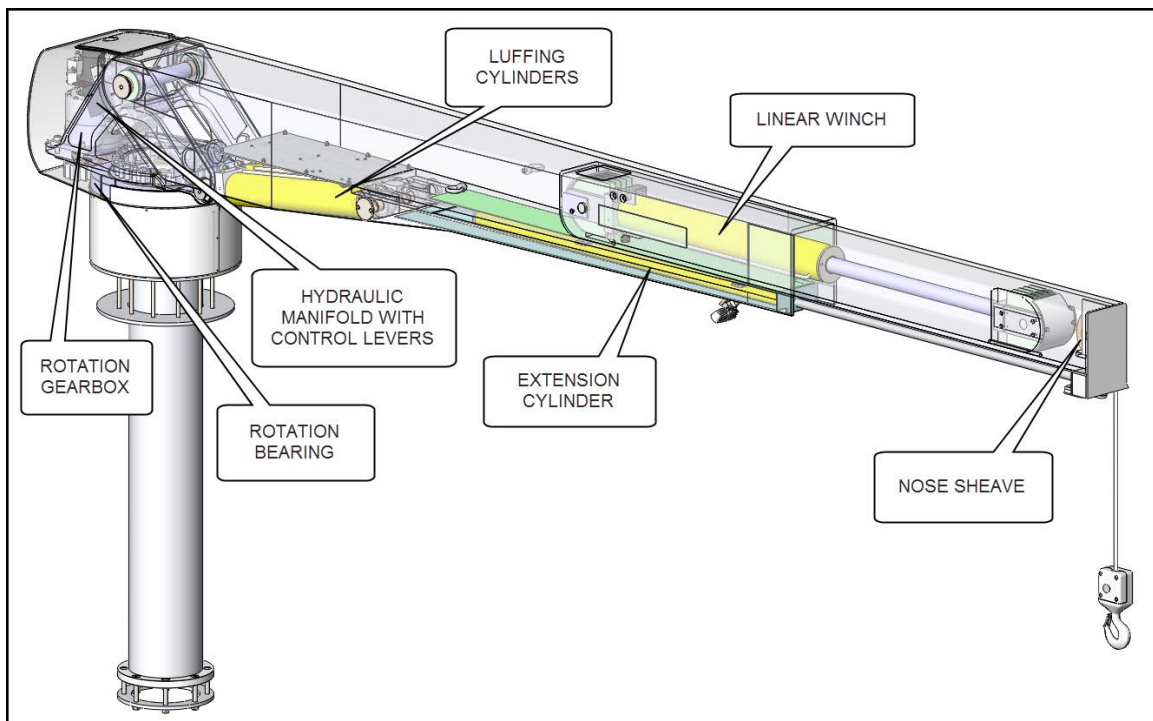 LUFFING
CYLINDERS
LINEAR WINCH
HYDRAULIC
MANIFOLD WITH
CONTROL LEVERS
ROTATION
GEARBOX
EXTENSION
CYLINDER
ROTATION
BEARING
NOSE SHEAVE